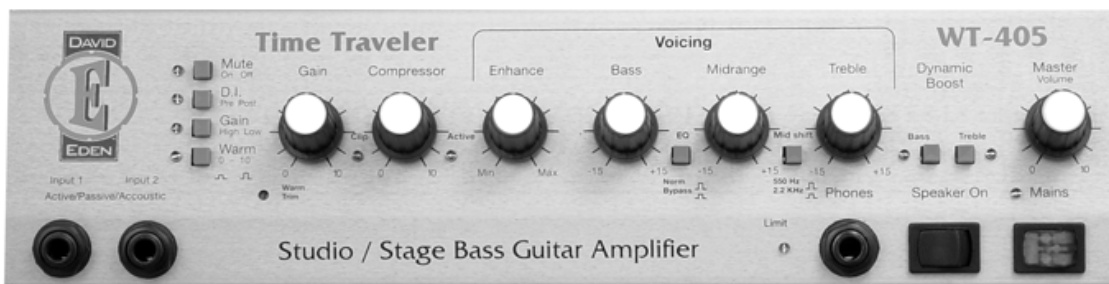 DAVID
E
EDEN
Time Traveler
Voicing
WT-405
Mute
On Off
D.I.
Pre Post
Gain
High Low
Warm
0 - 10
Gain
Compressor
Enhance
Bass
Midrange
Treble
Dynamic
Boost
Master
Volume
Clip
Active
EQ
Mid shift
Bass
Treble
0
10
0
10
Min
Max
-15
+15
-15
+15
-15
+15
0
10
Warm
Trim
Norm
Bypass
550 Hz
2.2 KHz
Input 1
Input 2
Active/Passive/Accoustic
Phones
Speaker On
Mains
Limit
Studio / Stage Bass Guitar Amplifier